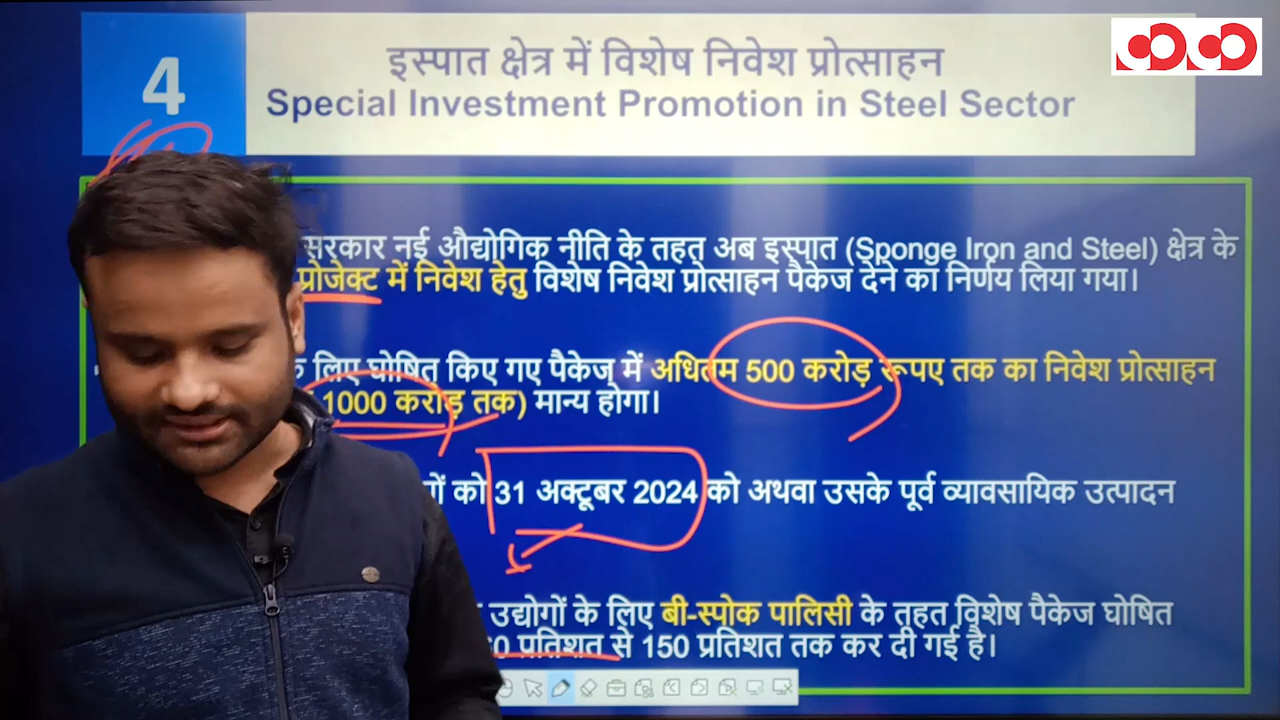 4
इस्पात क्षेत्र में विशेष निवेश प्रोत्साहन
Special Investment Promotion in Steel Sector
सरकार नई औद्योगिक नीति के तहत अब इस्पात (Sponge Iron and Steel) क्षेत्र के
प्रोजेक्ट में निवेश हेतु विशेष निवेश प्रोत्साहन पैकेज देने का निर्णय लिया गया।
के लिए घोषित किए गए पैकेज में अधितम 500 करोड़ रूपए तक का निवेश प्रोत्साहन
1000 करोड़ तक) मान्य होगा।
को 31 अक्टूबर 2024 को अथवा उसके पूर्व व्यावसायिक उत्पादन
उद्योगों के लिए बी-स्पोक पालिसी के तहत विशेष पैकेज घोषित
प्रतिशत से 150 प्रतिशत तक कर दी गई है।